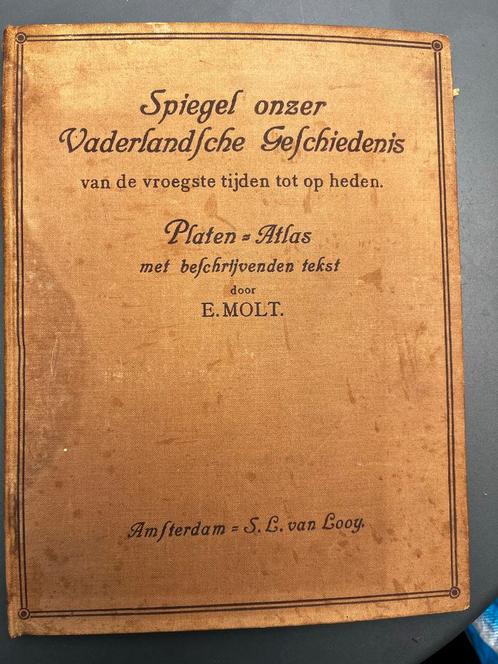 Spiegel onzer
Vaderlandſche Geſchiedenis
van de vroegste tijden tot op heden.
Platen = Atlas
met beſchrijvenden tekst
door
E. MOLT.
Amſterdam = S. L. van Looy.